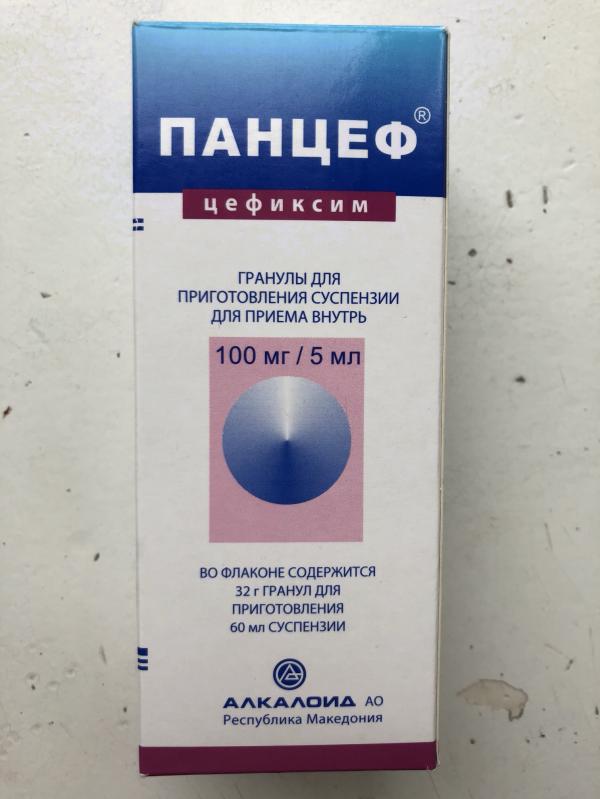 ПАНЦЕФ®
цефиксим
ГРАНУЛЫ ДЛЯ
ПРИГОТОВЛЕНИЯ СУСПЕНЗИИ
ДЛЯ ПРИЕМА ВНУТРЬ
100 мг / 5 мл
ВО ФЛАКОНЕ СОДЕРЖИТСЯ
32 г ГРАНУЛ ДЛЯ
ПРИГОТОВЛЕНИЯ
60 мл СУСПЕНЗИИ
АЛКАЛОИД АО
Республика Македония